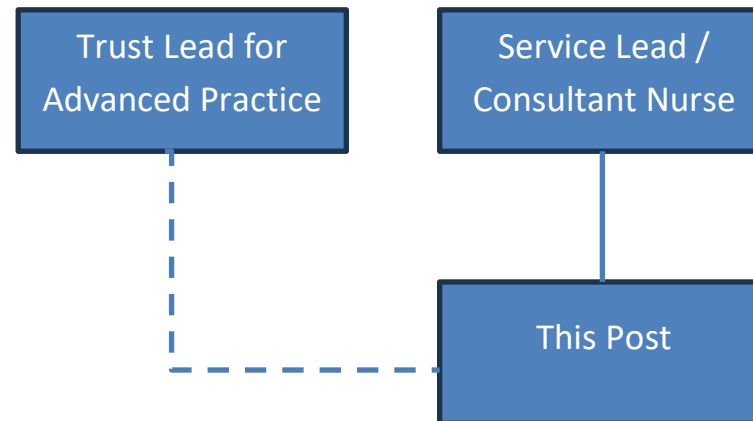 Trust Lead for
Advanced Practice
Service Lead /
Consultant Nurse
This Post